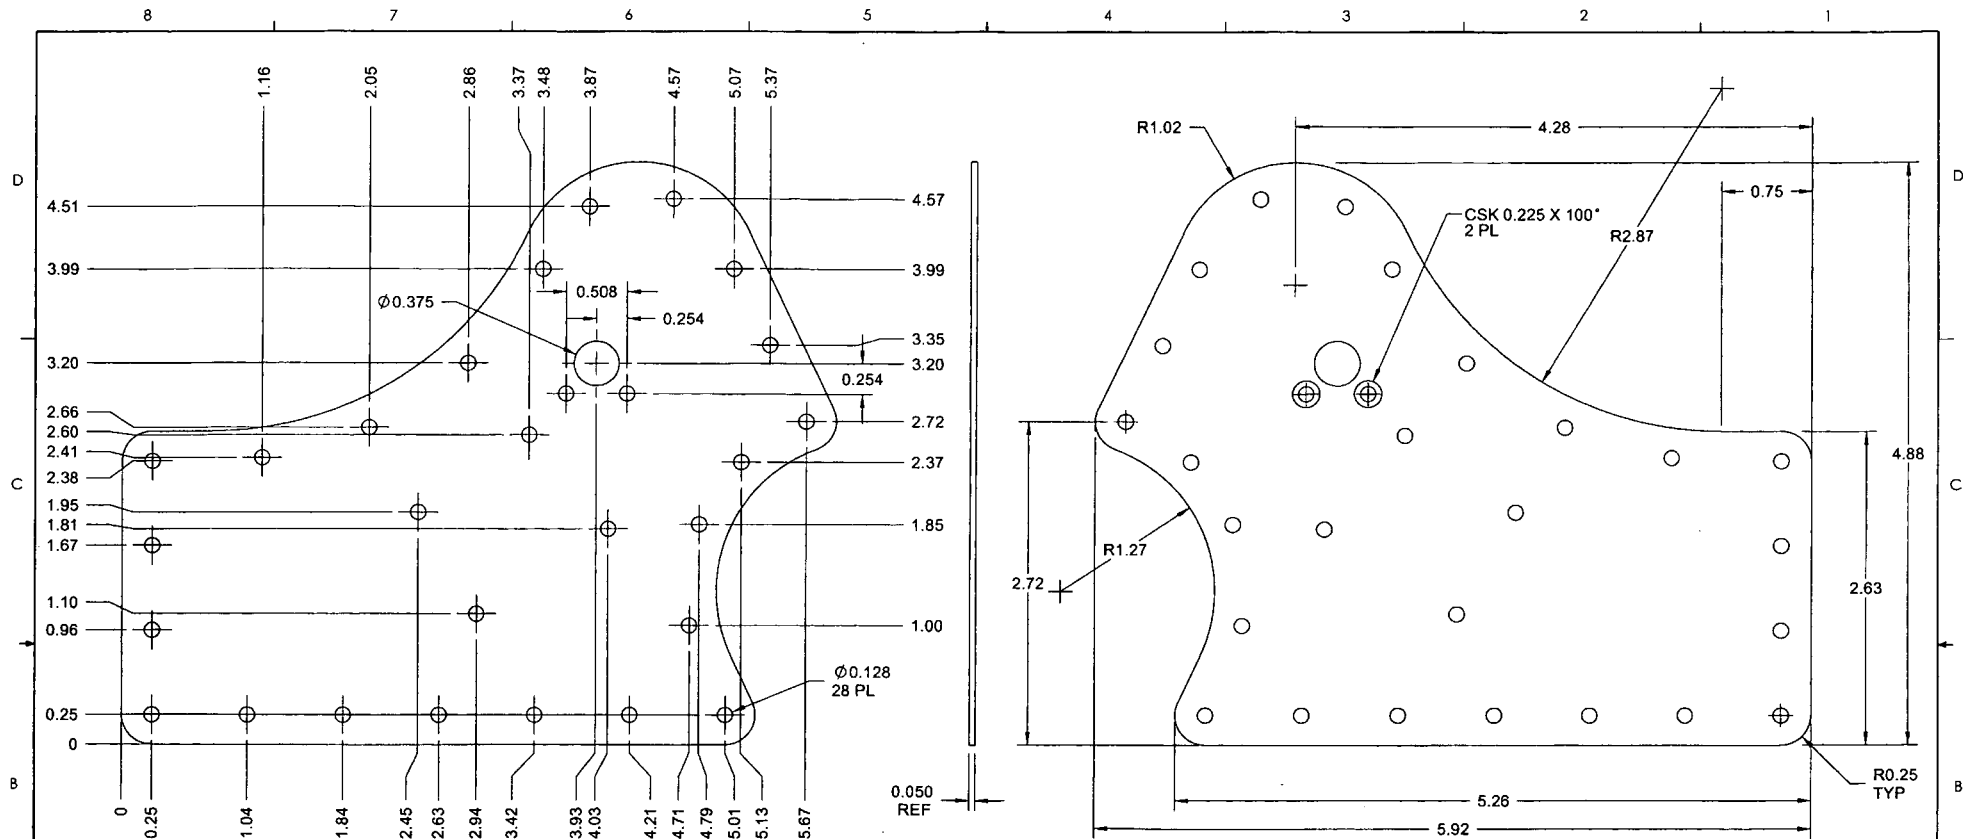 8 7 6 5 4 3 2 1
1.16 2.05 2.86 3.37 3.48 3.87 4.57 5.07 5.37
D
D
C
C
B
B
4.51
3.99
3.20
2.66
2.60
2.41
2.38
1.95
1.81
1.67
1.10
0.96
0.25
0
Ø0.375
0.508
0.254
4.57
3.99
3.35
3.20
0.254
2.72
2.37
1.85
1.00
Ø0.128
28 PL
0 0.25 1.04 1.84 2.45 2.63 2.94 3.42 3.93 4.03 4.21 4.71 4.79 5.01 5.13 5.67
0.050
REF
R1.02
4.28
0.75
CSK 0.225 X 100°
2 PL
R2.87
4.88
R1.27
2.72
2.63
R0.25
TYP
5.26
5.92